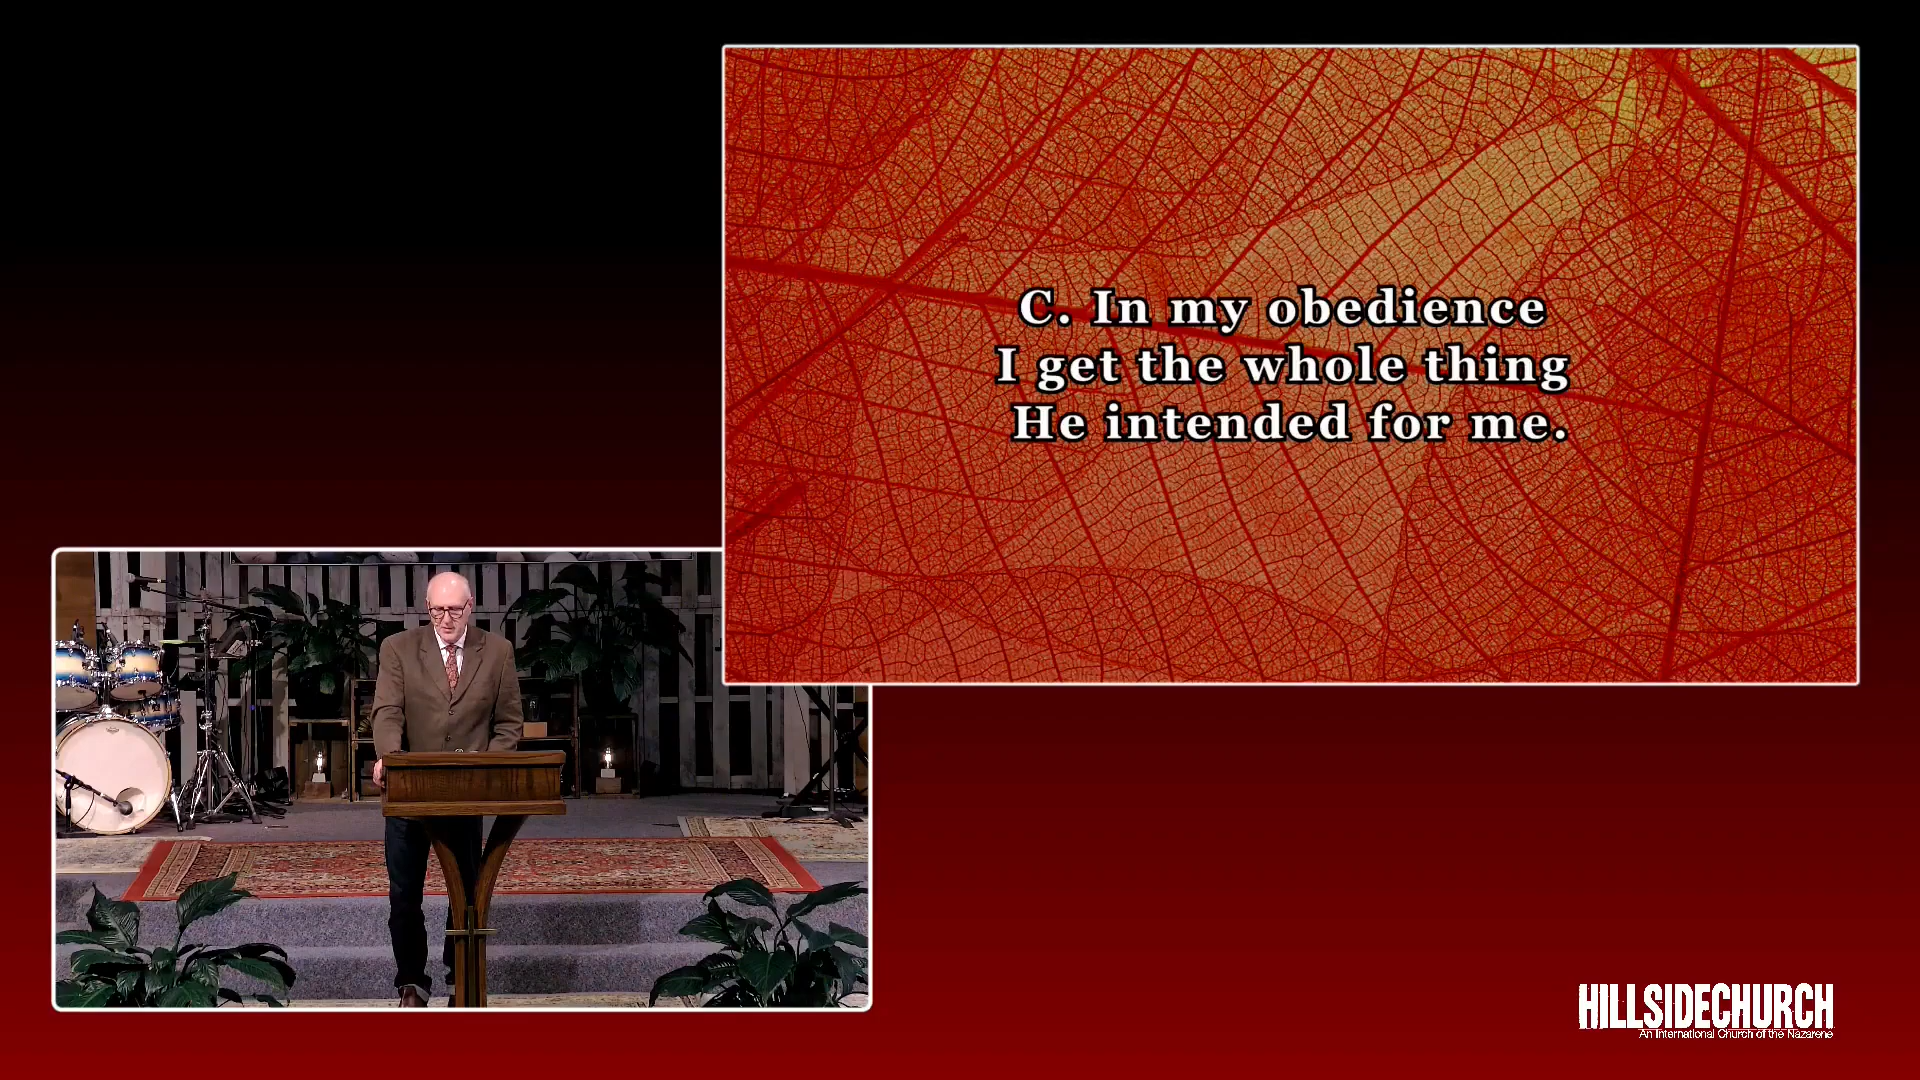 C. In my obedience
I get the whole thing
He intended for me.
HILLSIDECHURCH
An International Church of the Nazarene